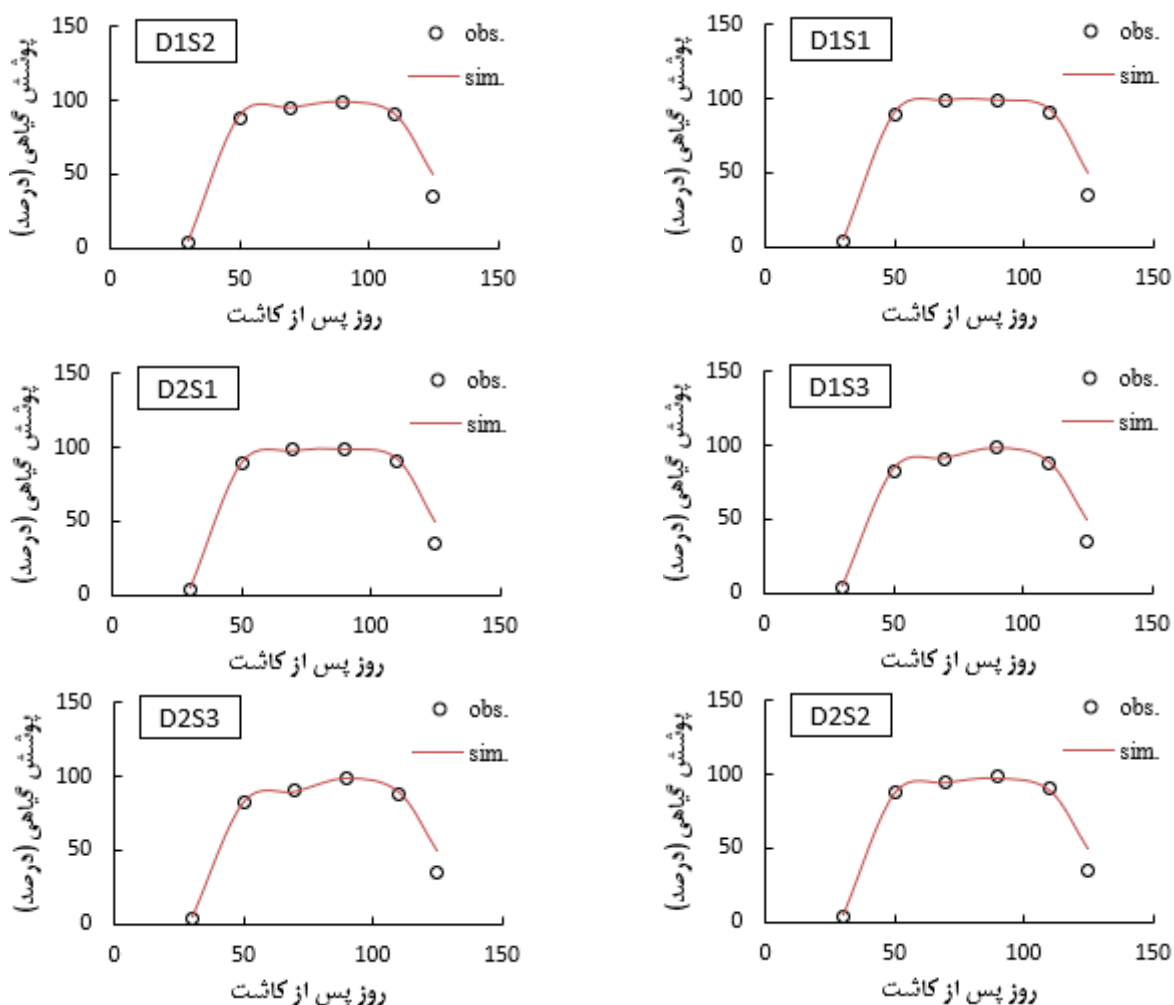 D1S2
obs.
sim.
پوشش گیاهی (درصد)
150
100
50
0
0 50 100 150
روز پس از کاشت
D1S1
obs.
sim.
پوشش گیاهی (درصد)
150
100
50
0
0 50 100 150
روز پس از کاشت
D2S1
obs.
sim.
پوشش گیاهی (درصد)
150
100
50
0
0 50 100 150
روز پس از کاشت
D1S3
obs.
sim.
پوشش گیاهی (درصد)
150
100
50
0
0 50 100 150
روز پس از کاشت
D2S3
obs.
sim.
پوشش گیاهی (درصد)
150
100
50
0
0 50 100 150
روز پس از کاشت
D2S2
obs.
sim.
پوشش گیاهی (درصد)
150
100
50
0
0 50 100 150
روز پس از کاشت